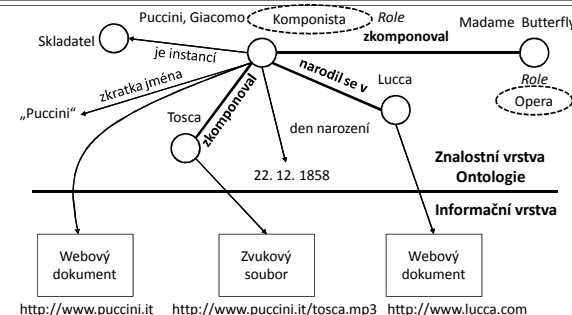 Puccini, Giacomo
Komponista
Role
Madame Butterfly
Skladatel
je instancí
zkomponoval
narodil se v
Lucca
Role
Opera
zkratka jména
„Puccini“
Tosca
zkomponoval
den narození
22. 12. 1858
Znalostní vrstva
Ontologie
Informační vrstva
Webový
dokument
Zvukový
soubor
Webový
dokument
http://www.puccini.it
http://www.puccini.it/tosca.mp3
http://www.lucca.com